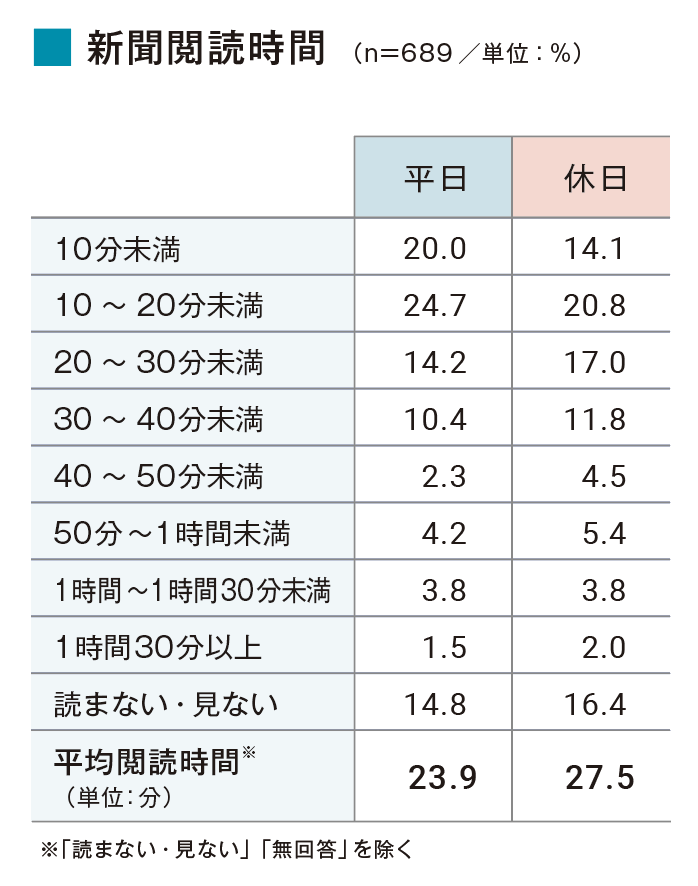 新聞閲読時間 （n＝689／単位：％）
平日 休日
10分未満 20.0 14.1
10 〜 20分未満 24.7 20.8
20 〜 30分未満 14.2 17.0
30 〜 40分未満 10.4 11.8
40 〜 50分未満 2.3 4.5
50分〜1時間未満 4.2 5.4
1時間〜1時間30分未満 3.8 3.8
1時間30分以上 1.5 2.0
読まない・見ない 14.8 16.4
平均閲読時間※ 23.9 27.5
（単位：分）
※「読まない・見ない」「無回答」を除く